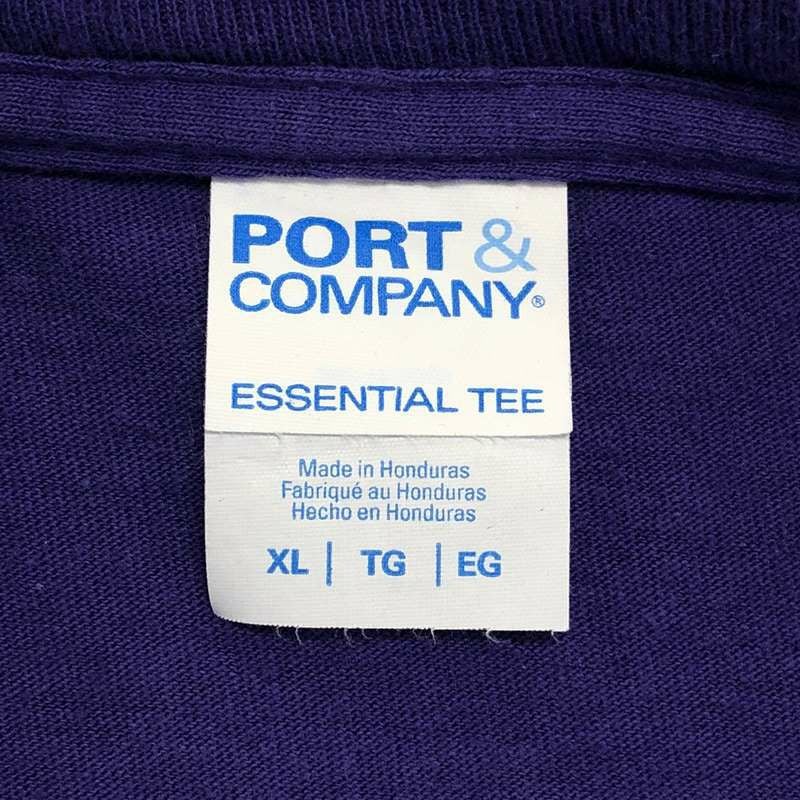 PORT &
COMPANY®
ESSENTIAL TEE
Made in Honduras
Fabriqué au Honduras
Hecho en Honduras
XL | TG | EG